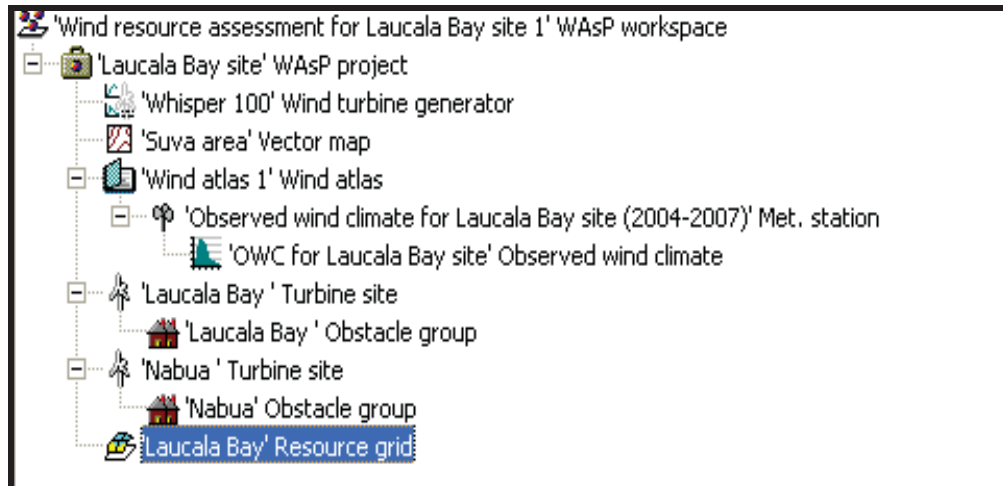 'Wind resource assessment for Laucala Bay site 1' WAsP workspace
'Laucala Bay site' WAsP project
'Whisper 100' Wind turbine generator
'Suva area' Vector map
'Wind atlas 1' Wind atlas
'Observed wind climate for Laucala Bay site (2004-2007)' Met. station
'OWC for Laucala Bay site' Observed wind climate
'Laucala Bay ' Turbine site
'Laucala Bay ' Obstacle group
'Nabua ' Turbine site
'Nabua' Obstacle group
'Laucala Bay' Resource grid